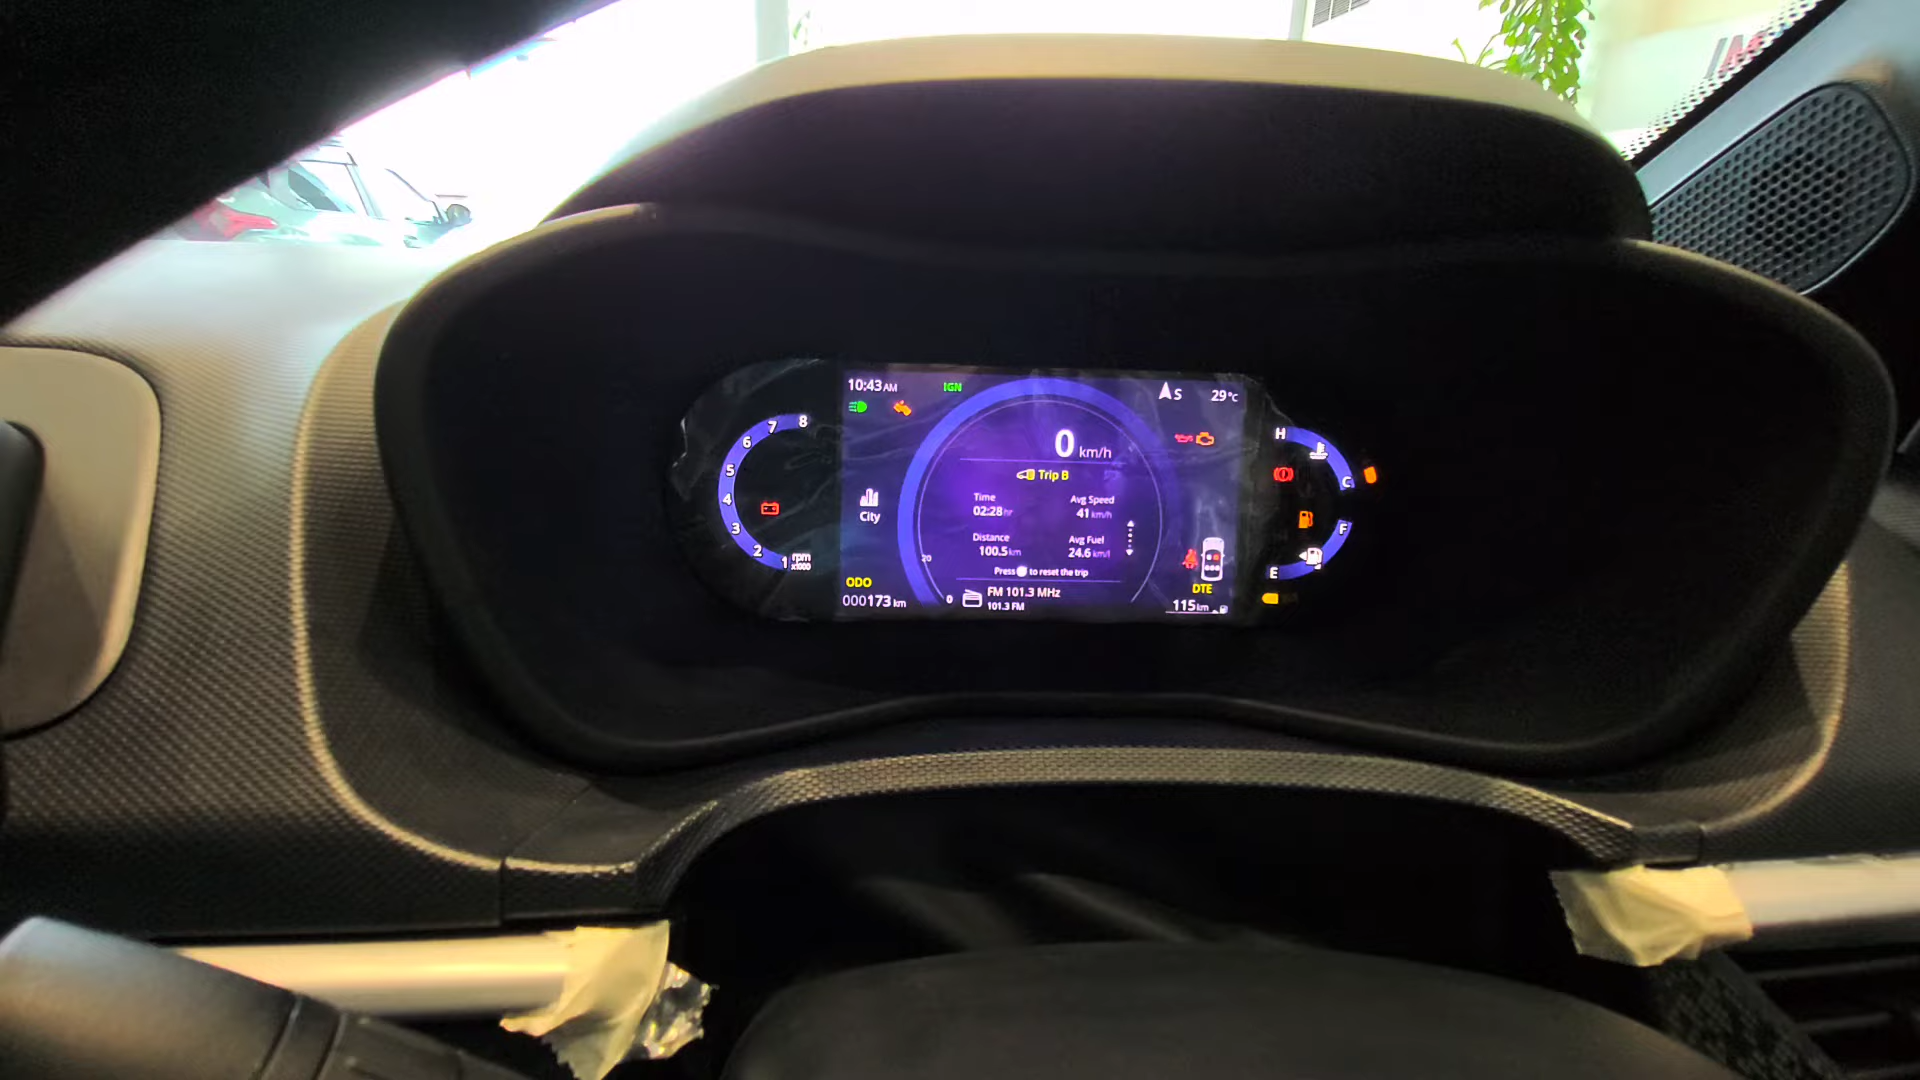 10:43 AM
IGN
S
29°C
0 km/h
Trip B
Time
02:28 hr
Avg Speed
41 km/h
Distance
100.5 km
Avg Fuel
24.6 km/l
Press to reset the trip
FM 101.3 MHz
101.3 FM
20
0
City
ODO
000173 km
DTE
115 km
8
7
6
5
4
3
2
1
rpm
x1000
H
C
F
E